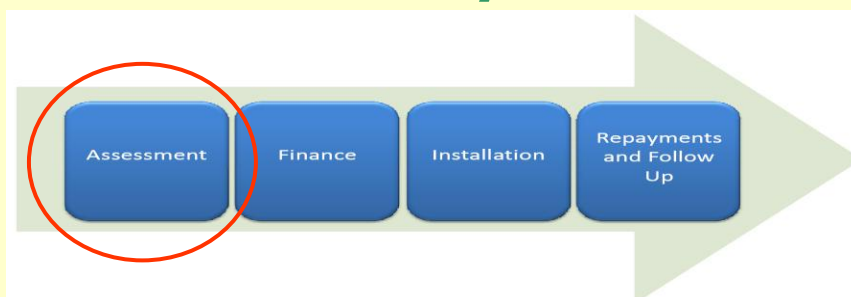 Assessment
Finance
Installation
Repayments
and Follow
Up